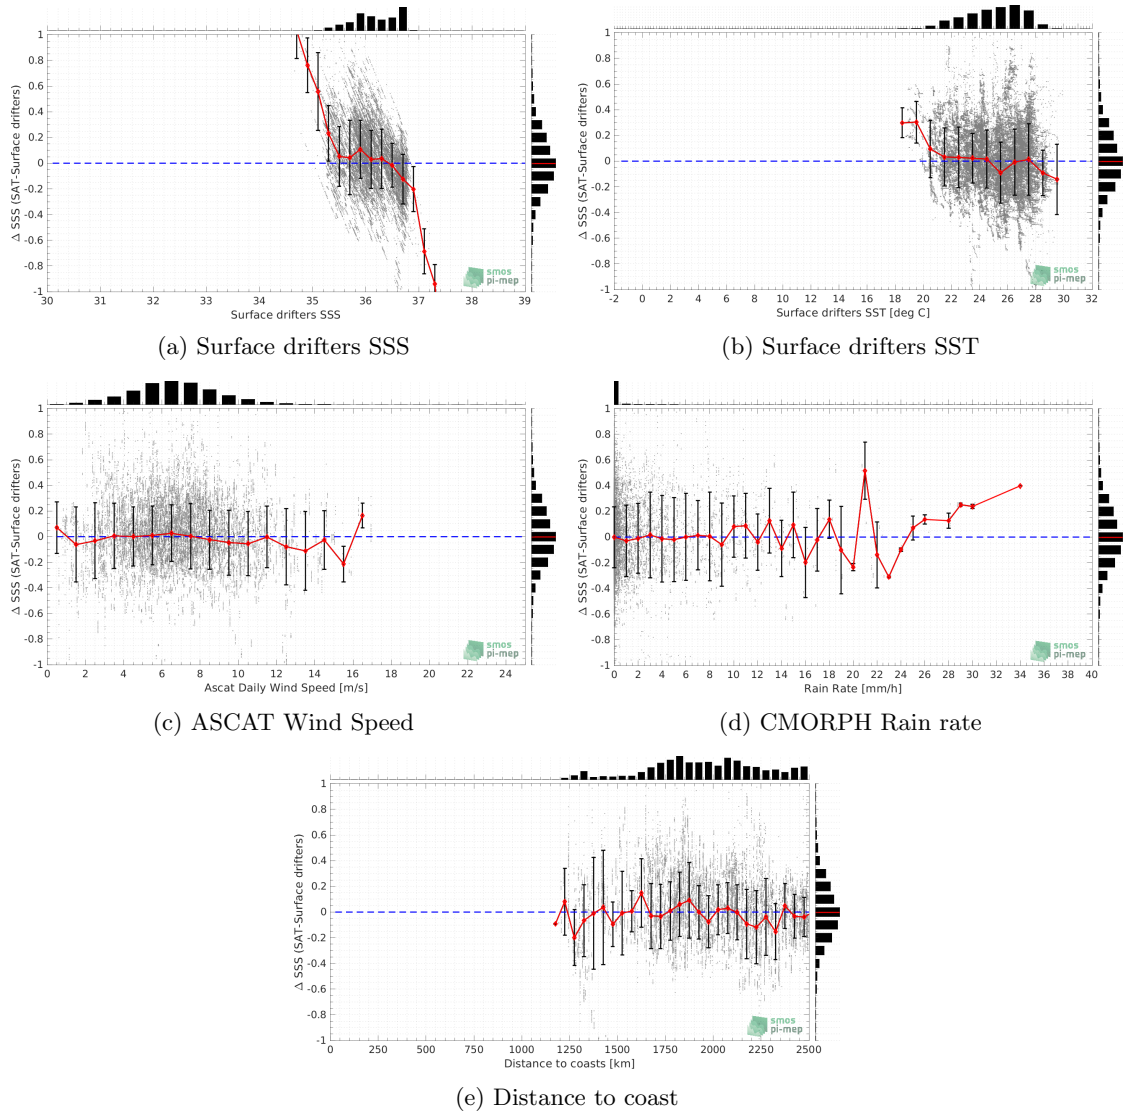 1
0.8
0.6
0.4
0.2
0
-0.2
-0.4
-0.6
-0.8
-1
Δ SSS (SAT-Surface drifters)
30 31 32 33 34 35 36 37 38 39
Surface drifters SSS
smos
pi-mep
(a) Surface drifters SSS
1
0.8
0.6
0.4
0.2
0
-0.2
-0.4
-0.6
-0.8
-1
Δ SSS (SAT-Surface drifters)
-2 0 2 4 6 8 10 12 14 16 18 20 22 24 26 28 30 32
Surface drifters SST [deg C]
smos
pi-mep
(b) Surface drifters SST
1
0.8
0.6
0.4
0.2
0
-0.2
-0.4
-0.6
-0.8
-1
Δ SSS (SAT-Surface drifters)
0 2 4 6 8 10 12 14 16 18 20 22 24
Ascat Daily Wind Speed [m/s]
smos
pi-mep
(c) ASCAT Wind Speed
1
0.8
0.6
0.4
0.2
0
-0.2
-0.4
-0.6
-0.8
-1
Δ SSS (SAT-Surface drifters)
0 2 4 6 8 10 12 14 16 18 20 22 24 26 28 30 32 34 36 38 40
Rain Rate [mm/h]
smos
pi-mep
(d) CMORPH Rain rate
1
0.8
0.6
0.4
0.2
0
-0.2
-0.4
-0.6
-0.8
-1
Δ SSS (SAT-Surface drifters)
0 250 500 750 1000 1250 1500 1750 2000 2250 2500
Distance to coasts [km]
smos
pi-mep
(e) Distance to coast